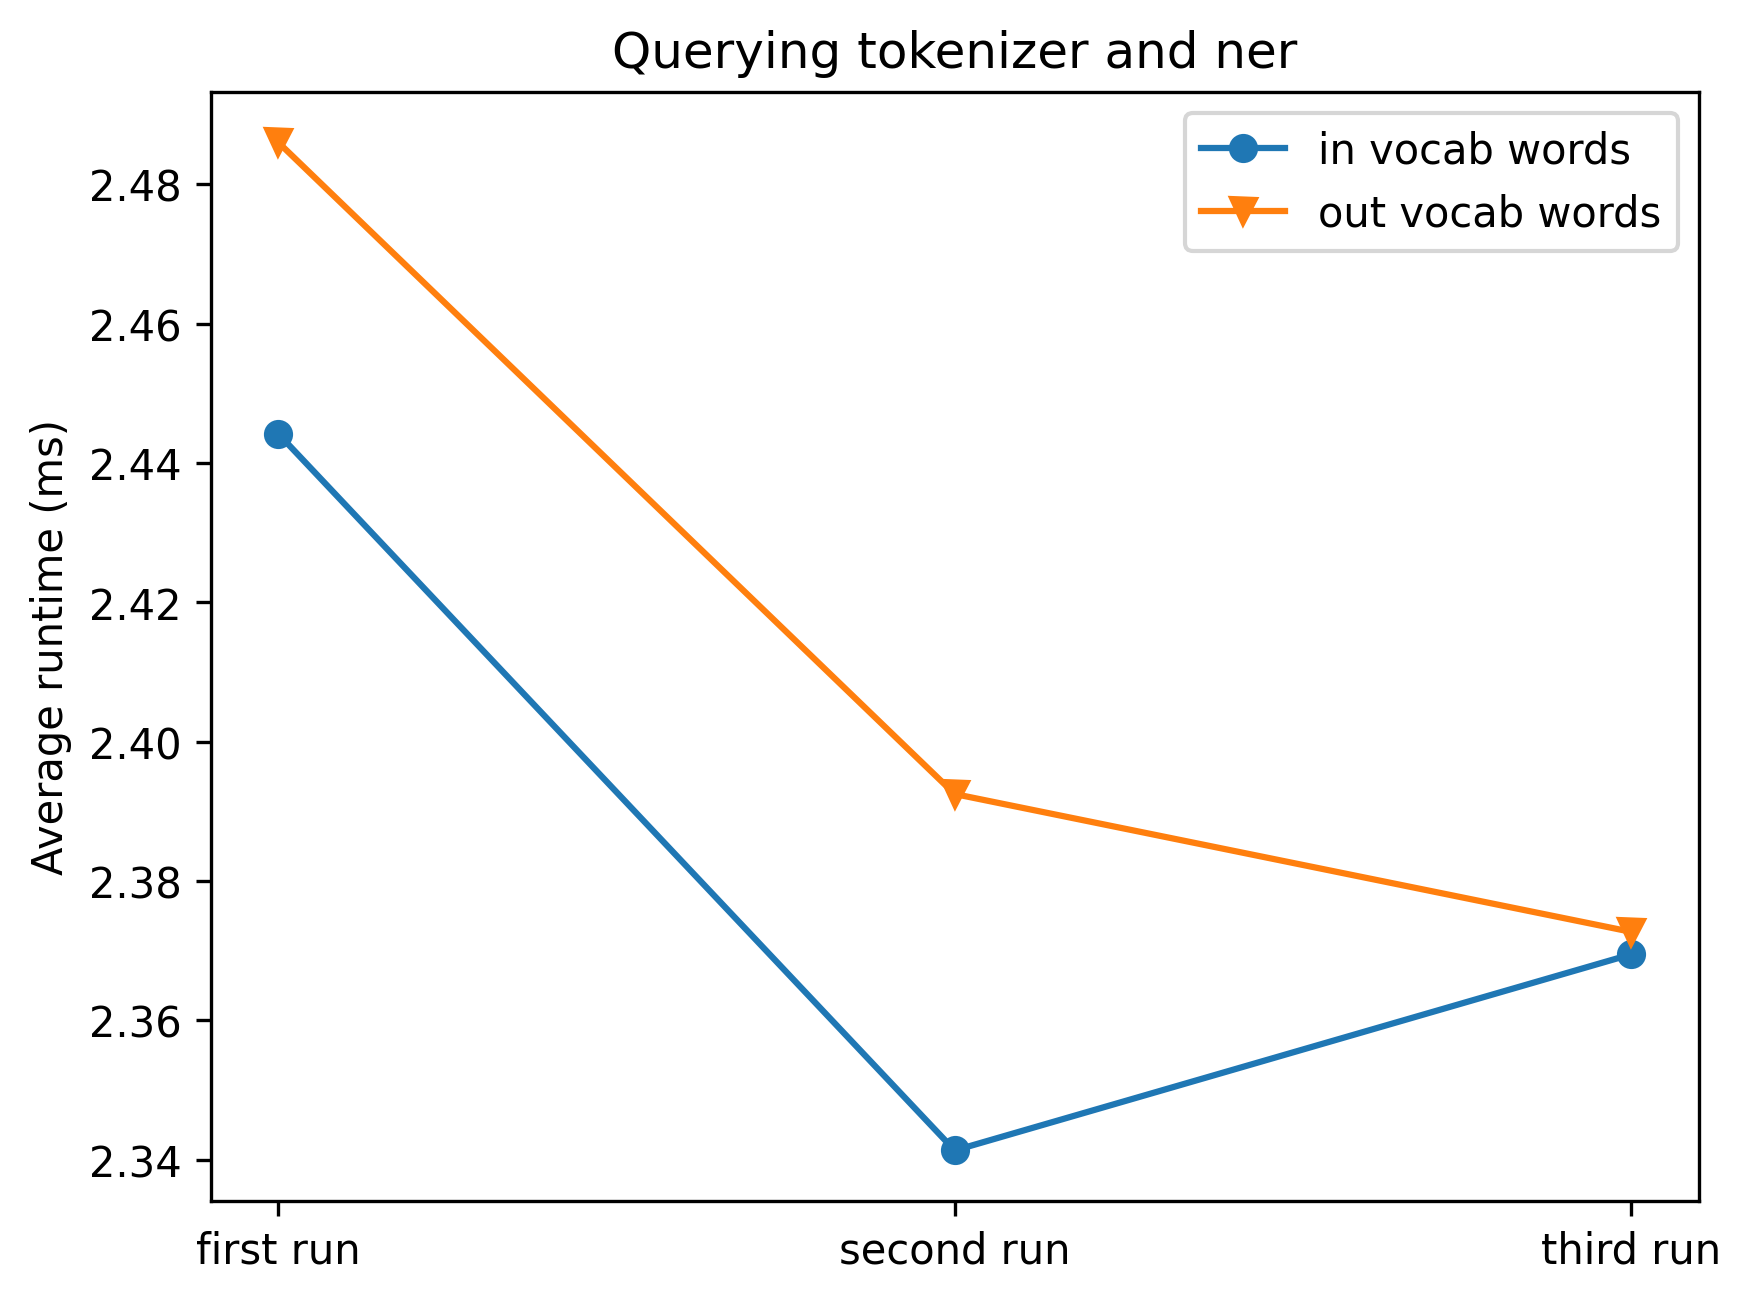 Querying tokenizer and ner
in vocab words
out vocab words
Average runtime (ms)
2.48
2.46
2.44
2.42
2.40
2.38
2.36
2.34
first run
second run
third run